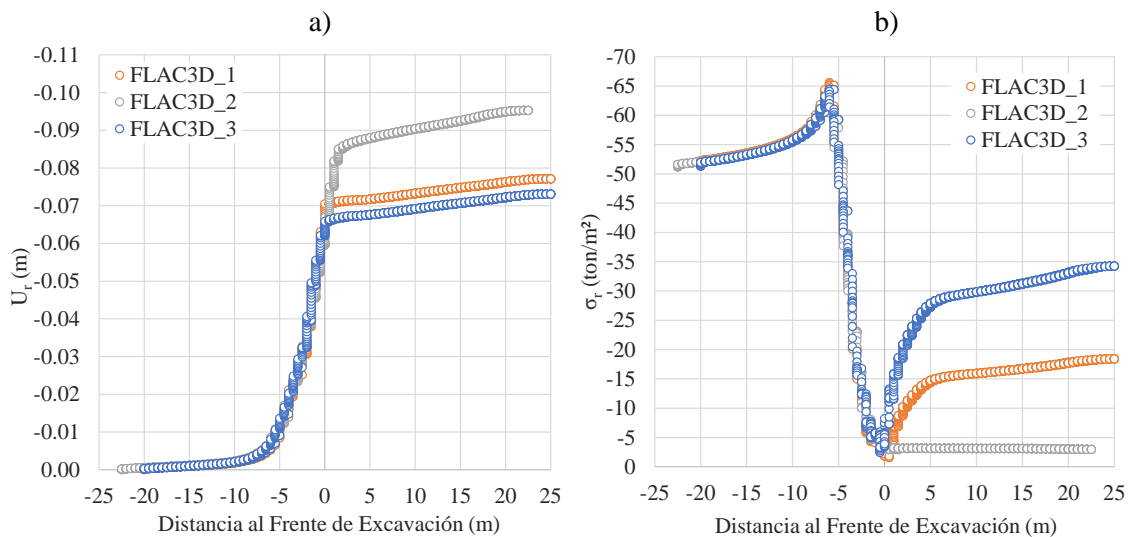 a)
-0.11
-0.10
-0.09
-0.08
-0.07
-0.06
-0.05
-0.04
-0.03
-0.02
-0.01
0.00
U_r (m)
FLAC3D_1
FLAC3D_2
FLAC3D_3
-25 -20 -15 -10 -5 0 5 10 15 20 25
Distancia al Frente de Excavación (m)
b)
-70
-65
-60
-55
-50
-45
-40
-35
-30
-25
-20
-15
-10
-5
0
σ_r (ton/m²)
FLAC3D_1
FLAC3D_2
FLAC3D_3
-25 -20 -15 -10 -5 0 5 10 15 20 25
Distancia al Frente de Excavación (m)